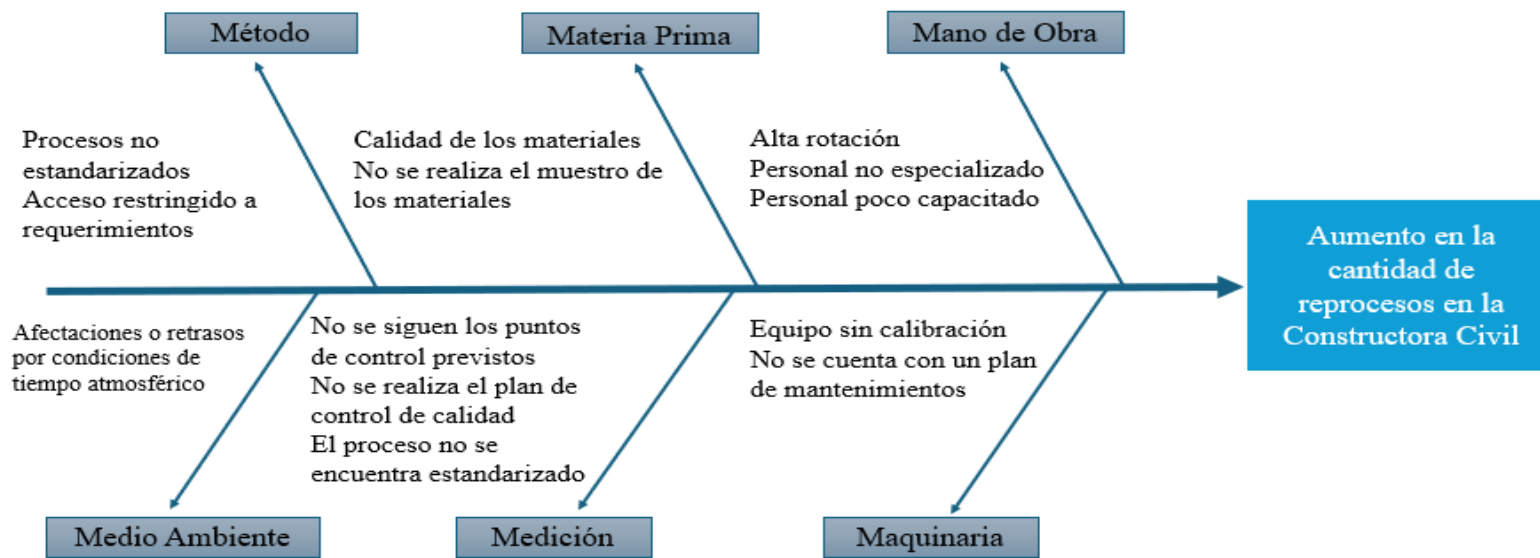 Método
Materia Prima
Mano de Obra
Procesos no
estandarizados
Acceso restringido a
requerimientos
Calidad de los materiales
No se realiza el muestro de
los materiales
Alta rotación
Personal no especializado
Personal poco capacitado
Aumento en la
cantidad de
reprocesos en la
Constructora Civil
Afectaciones o retrasos
por condiciones de
tiempo atmosférico
No se siguen los puntos
de control previstos
No se realiza el plan de
control de calidad
El proceso no se
encuentra estandarizado
Equipo sin calibración
No se cuenta con un plan
de mantenimientos
Medio Ambiente
Medición
Maquinaria